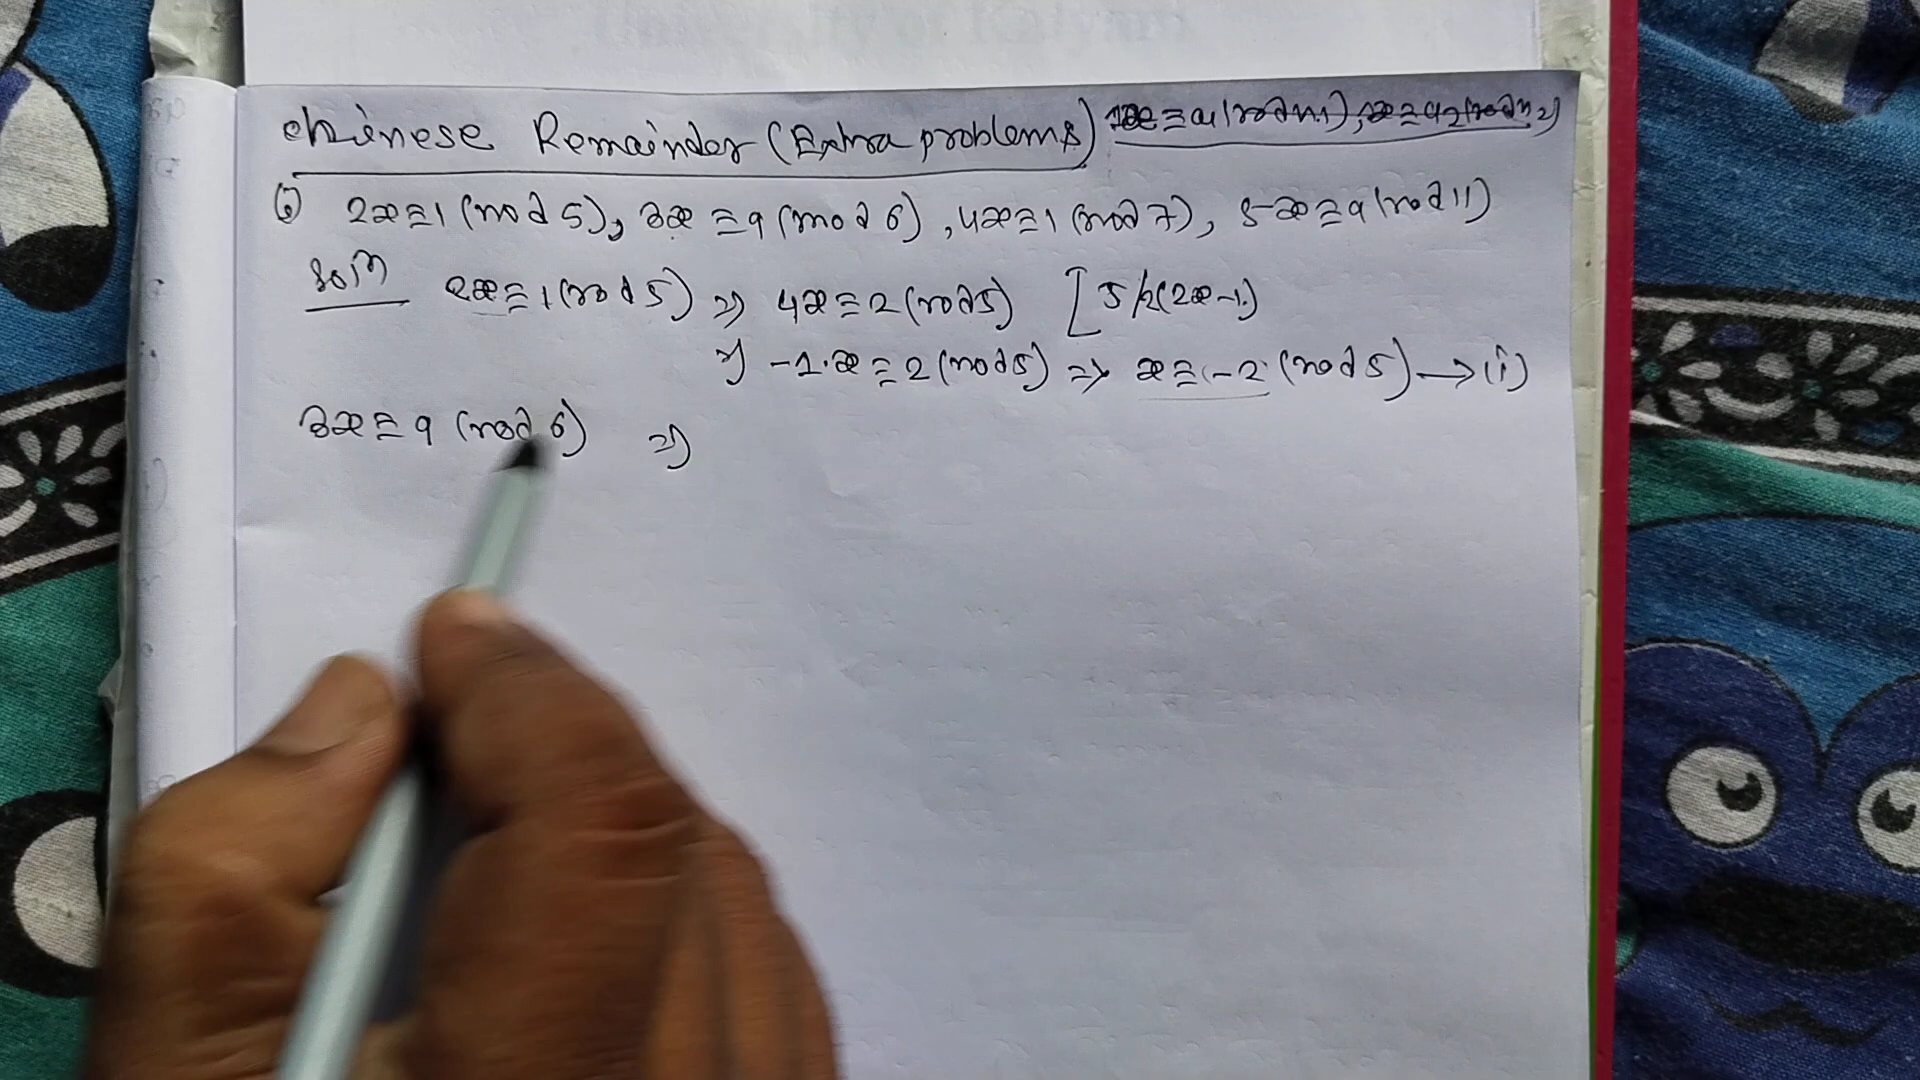 Chinese Remainder (Extra problems) x≡a1(mod n1), x≡a2(mod n2)
(i) 2x≡1 (mod 5), 3x≡9 (mod 6), 4x≡1 (mod 7), 5x≡9 (mod 11)
Soln 2x≡1 (mod 5) ⇒ 4x≡2 (mod 5) [5/2(2x-1)
⇒ -1.x≡2 (mod 5) ⇒ x≡-2 (mod 5) → (i)
3x≡9 (mod 6) ⇒